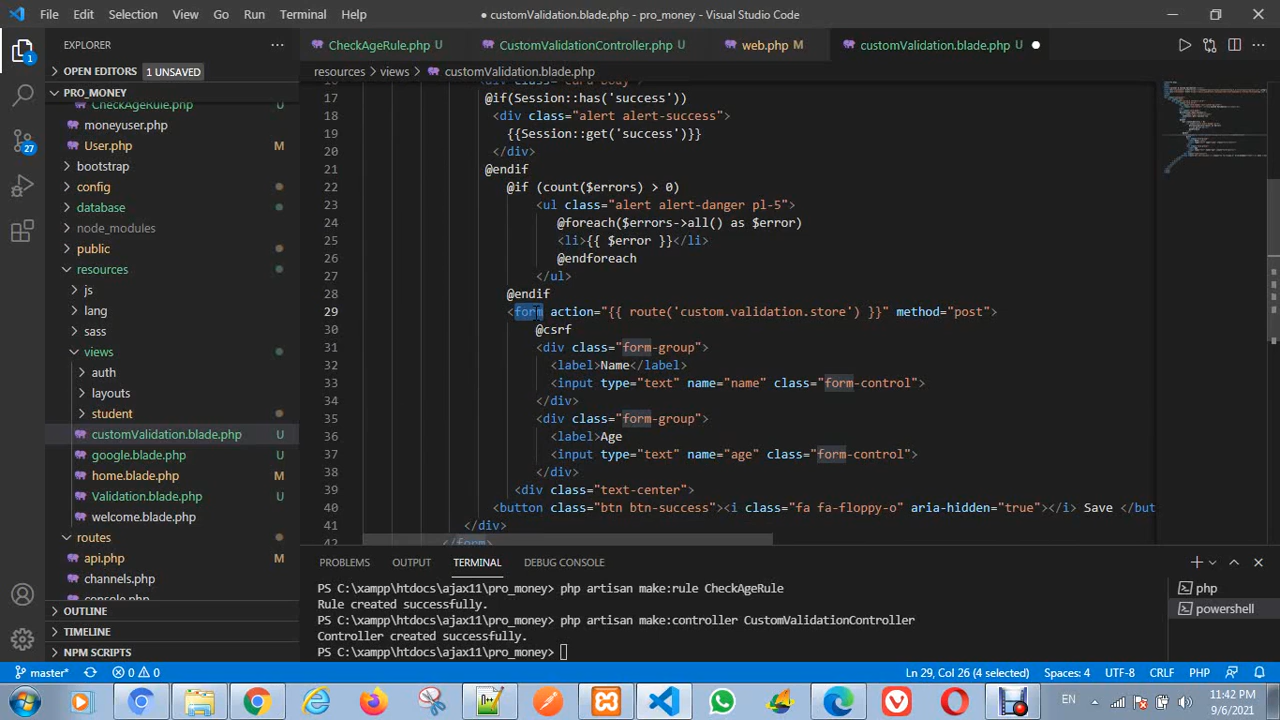 File Edit Selection View Go Run Terminal Help
● customValidation.blade.php - pro_money - Visual Studio Code
EXPLORER
CheckAgeRule.php U
CustomValidationController.php U
web.php M
customValidation.blade.php U ●
OPEN EDITORS 1 UNSAVED
resources > views > customValidation.blade.php
PRO_MONEY
CheckAgeRule.php U
moneyuser.php
User.php M
bootstrap
config
database
node_modules
public
resources
js
lang
sass
views
auth
layouts
student
customValidation.blade.php U
google.blade.php U
home.blade.php M
Validation.blade.php U
welcome.blade.php
routes
api.php M
channels.php
console.php
OUTLINE
TIMELINE
NPM SCRIPTS
17 @if(Session::has('success'))
18 <div class="alert alert-success">
19 {{Session::get('success')}}
20 </div>
21 @endif
22 @if (count($errors) > 0)
23 <ul class="alert alert-danger pl-5">
24 @foreach($errors->all() as $error)
25 <li>{{ $error }}</li>
26 @endforeach
27 </ul>
28 @endif
29 <form action="{{ route('custom.validation.store') }}" method="post">
30 @csrf
31 <div class="form-group">
32 <label>Name</label>
33 <input type="text" name="name" class="form-control">
34 </div>
35 <div class="form-group">
36 <label>Age
37 <input type="text" name="age" class="form-control">
38 </div>
39 <div class="text-center">
40 <button class="btn btn-success"><i class="fa fa-floppy-o" aria-hidden="true"></i> Save </but
41 </div>
42 </form>
PROBLEMS OUTPUT TERMINAL DEBUG CONSOLE
PS C:\xampp\htdocs\ajax11\pro_money> php artisan make:rule CheckAgeRule
Rule created successfully.
PS C:\xampp\htdocs\ajax11\pro_money> php artisan make:controller CustomValidationController
Controller created successfully.
PS C:\xampp\htdocs\ajax11\pro_money>
php
powershell
1
27
master* 0 0 Ln 29, Col 26 (4 selected) Spaces: 4 UTF-8 CRLF PHP
EN
11:42 PM
9/6/2021